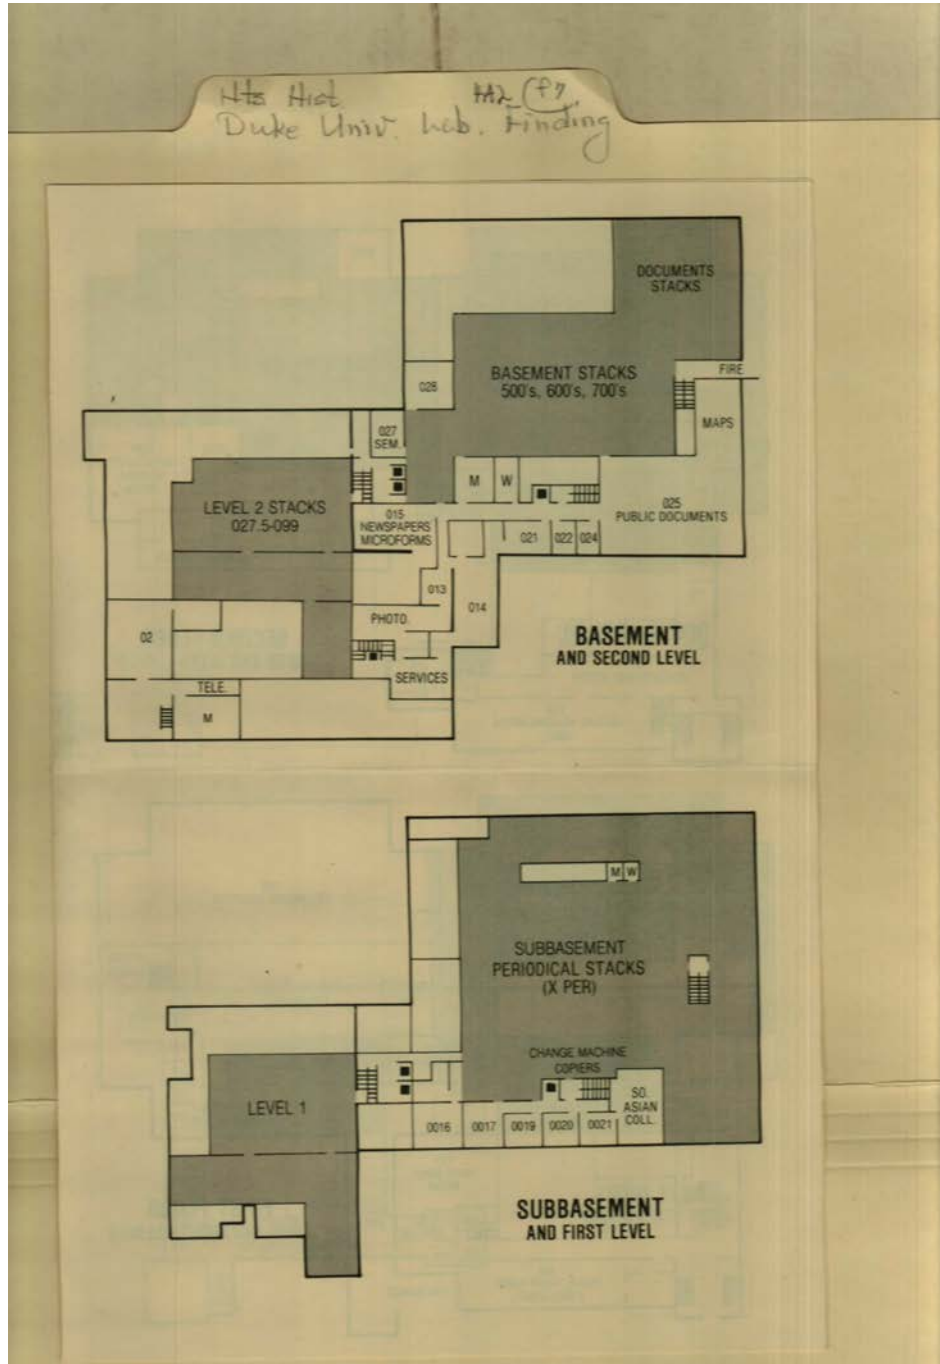 Hts Hist
Duke Univ. Lab. Finding
DOCUMENTS
STACKS
BASEMENT STACKS
500's, 600's, 700's
FIRE
028
MAPS
027
SEM.
M
W
LEVEL 2 STACKS
027.5-099
015
NEWSPAPERS
MICROFORMS
025
PUBLIC DOCUMENTS
021
022
024
013
014
PHOTO.
02
BASEMENT
AND SECOND LEVEL
SERVICES
TELE.
M
M
W
SUBBASEMENT
PERIODICAL STACKS
(X PER)
CHANGE MACHINE
COPIERS
LEVEL 1
SO.
ASIAN
COLL.
0016
0017
0019
0020
0021
SUBBASEMENT
AND FIRST LEVEL